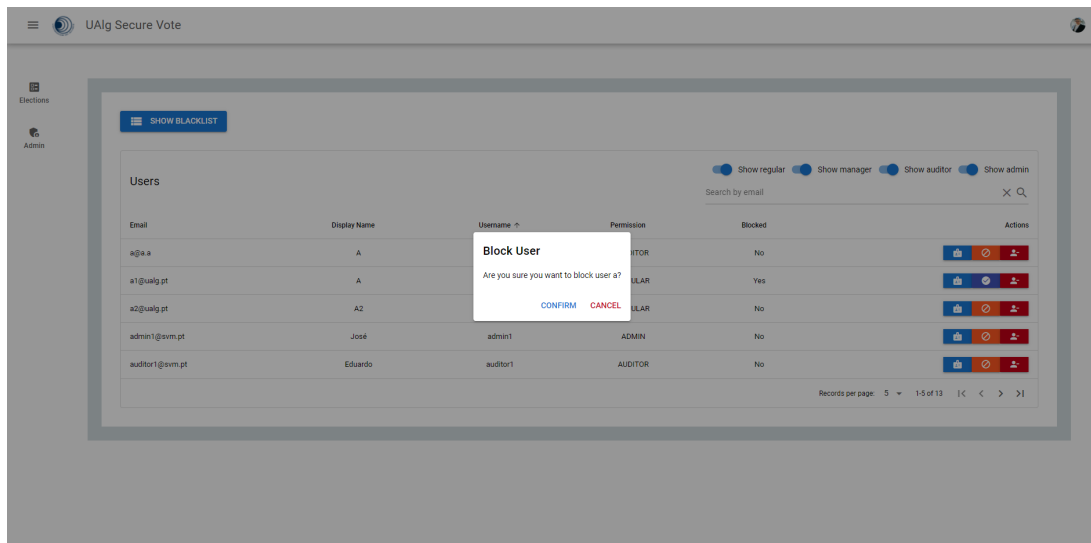 UAlg Secure Vote
Elections
Admin
SHOW BLACKLIST
Users
Show regular Show manager Show auditor Show admin
Search by email
Email Display Name Username ↑ Permission Blocked Actions
a@a.a A ITOR No
a1@ualg.pt A ULAR Yes
a2@ualg.pt A2 ULAR No
admin1@svm.pt José admin1 ADMIN No
auditor1@svm.pt Eduardo auditor1 AUDITOR No
Records per page: 5 1-5 of 13
Block User
Are you sure you want to block user a?
CONFIRM CANCEL